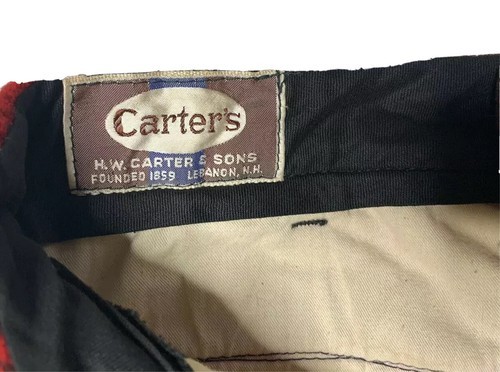 Carter's
H.W. CARTER & SONS
FOUNDED 1859 LEBANON, N.H.